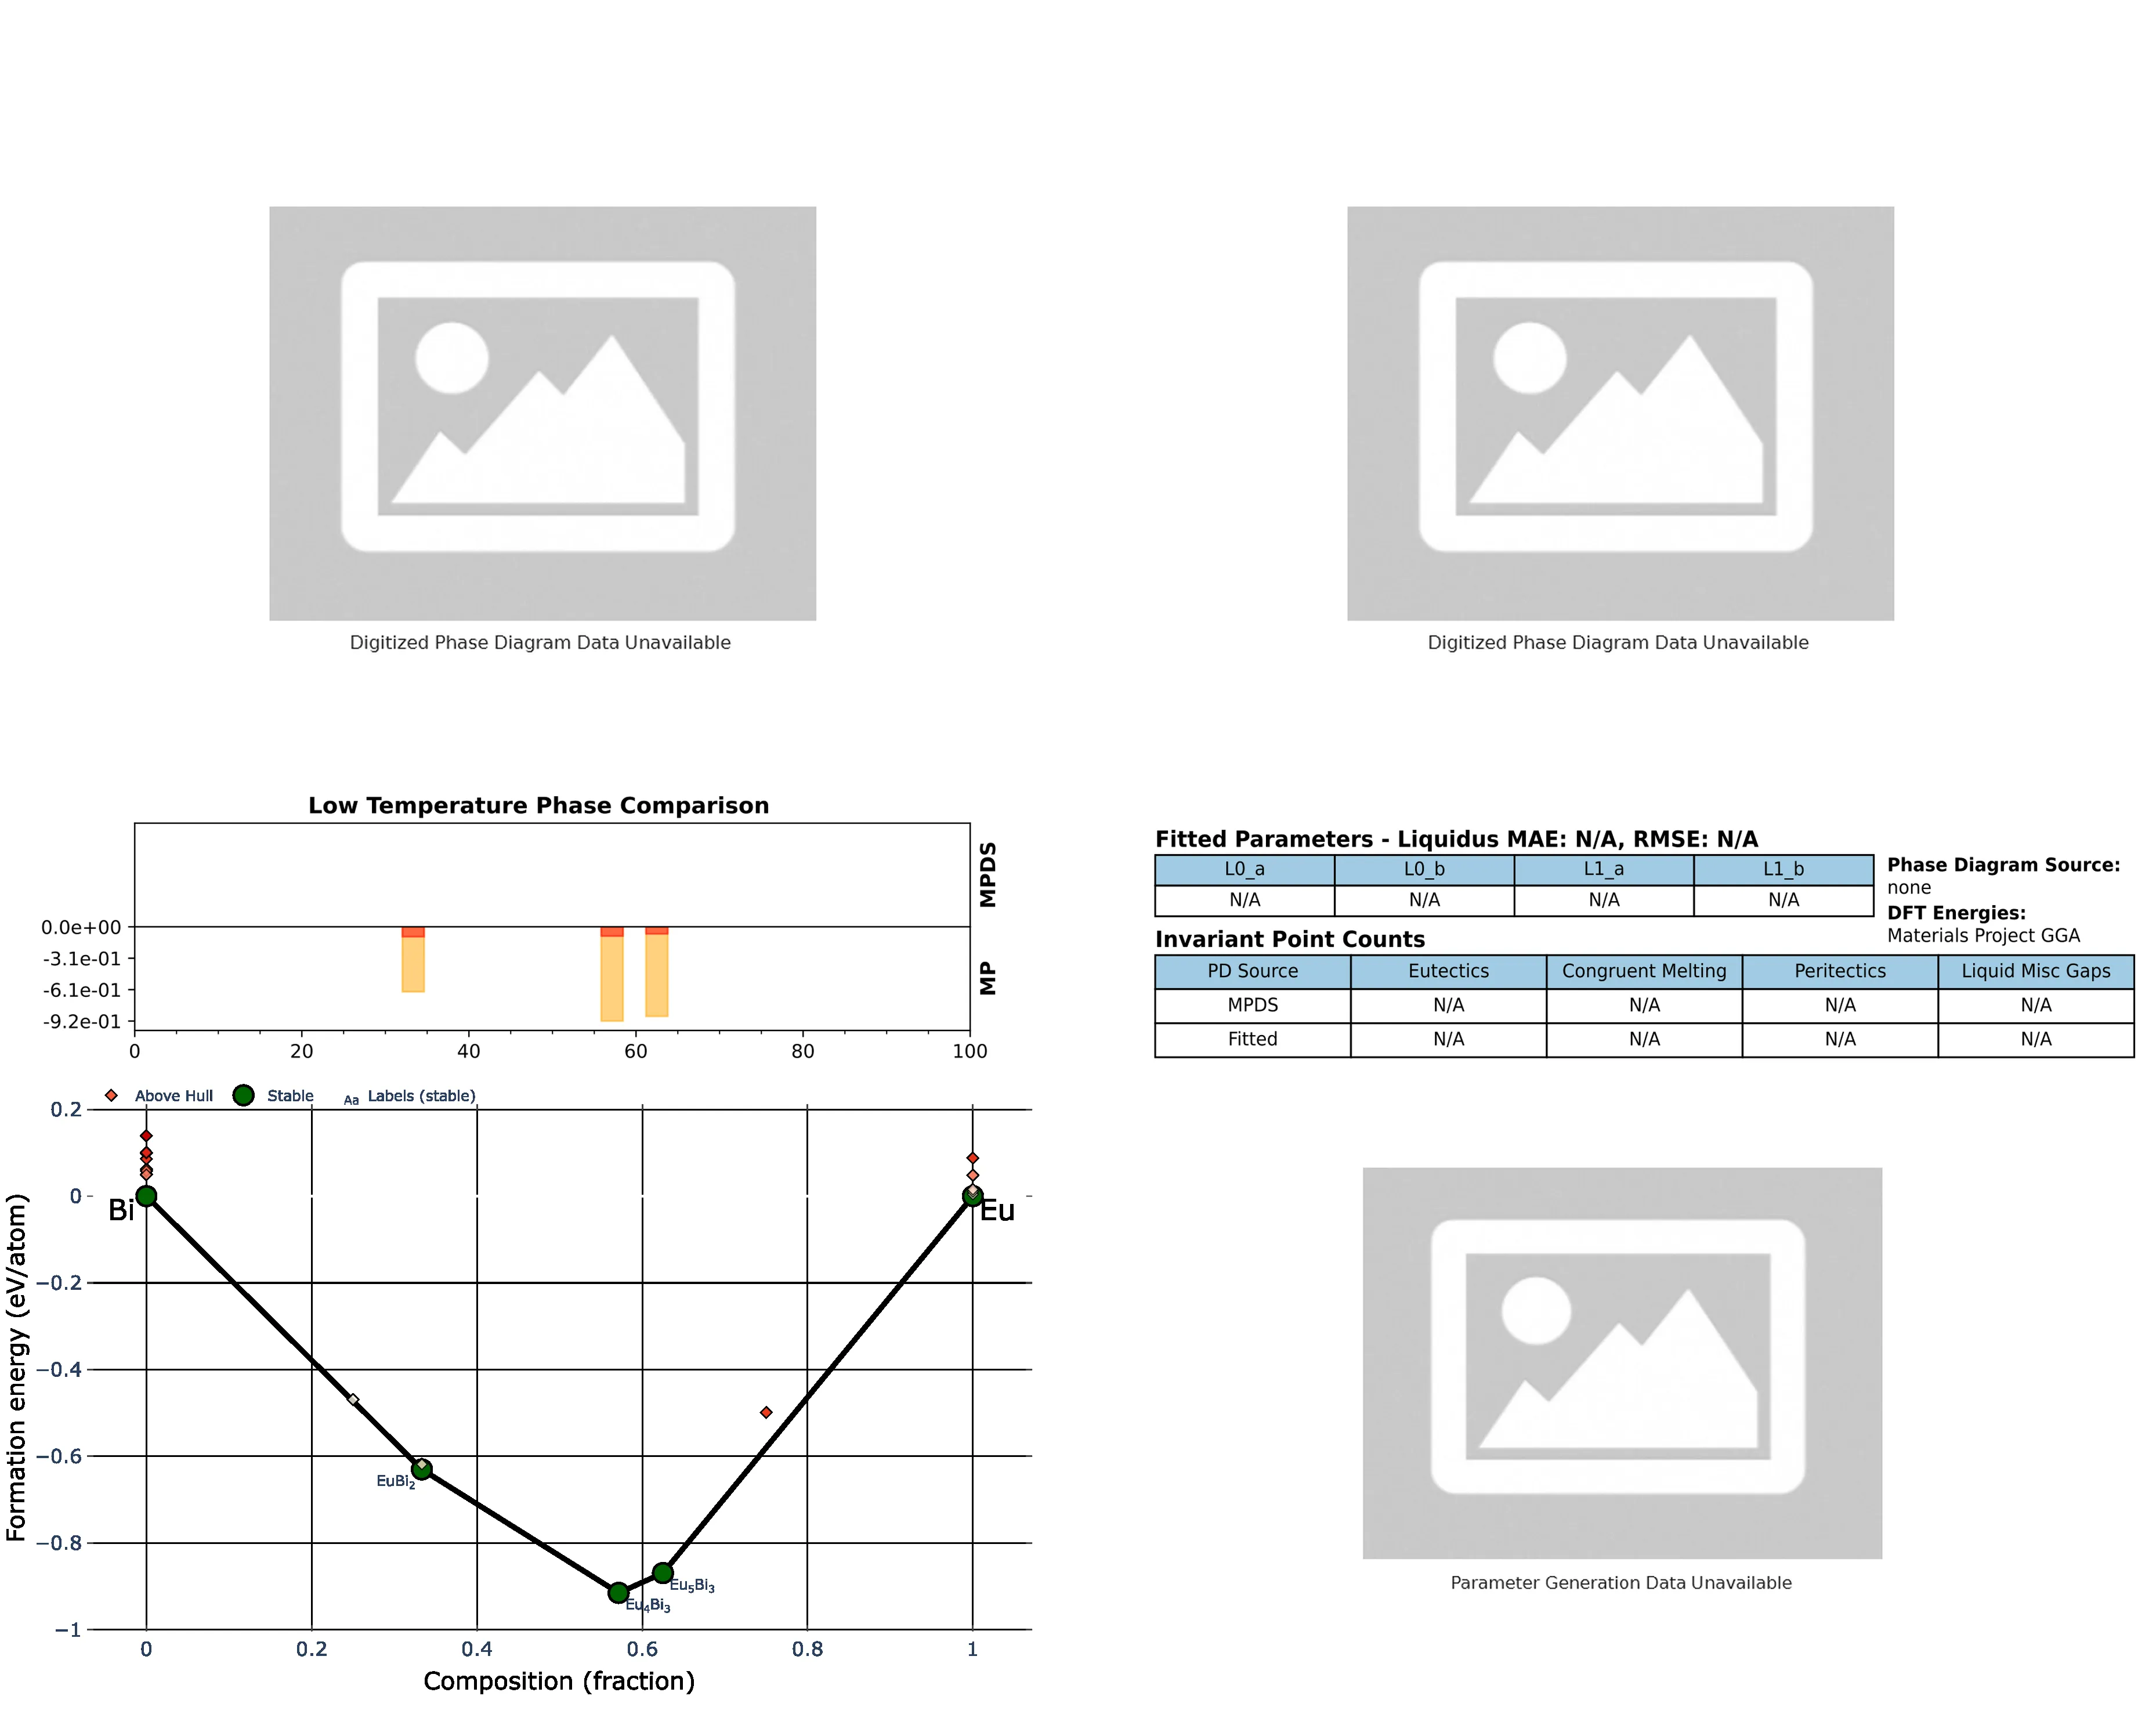 Digitized Phase Diagram Data Unavailable
Digitized Phase Diagram Data Unavailable
Low Temperature Phase Comparison
MPDS
MP
0.0e+00
-3.1e-01
-6.1e-01
-9.2e-01
0 20 40 60 80 100
Fitted Parameters - Liquidus MAE: N/A, RMSE: N/A
L0_a L0_b L1_a L1_b
N/A N/A N/A N/A
Phase Diagram Source:
none
DFT Energies:
Materials Project GGA
Invariant Point Counts
PD Source Eutectics Congruent Melting Peritectics Liquid Misc Gaps
MPDS N/A N/A N/A N/A
Fitted N/A N/A N/A N/A
Above Hull Stable Aa Labels (stable)
Formation energy (eV/atom)
0.2
0
−0.2
−0.4
−0.6
−0.8
−1
Bi
Eu
EuBi₂
Eu₅Bi₃
Eu₄Bi₃
0 0.2 0.4 0.6 0.8 1
Composition (fraction)
Parameter Generation Data Unavailable